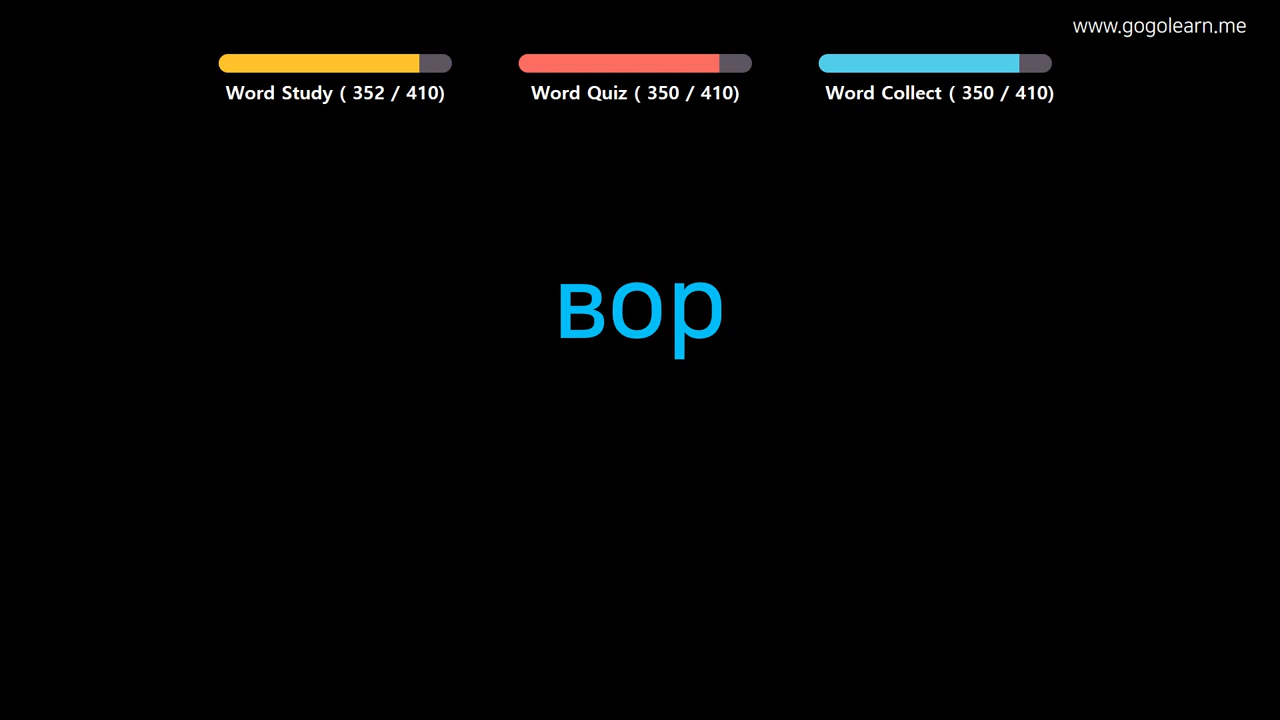 www.gogolearn.me
Word Study ( 352 / 410)
Word Quiz ( 350 / 410)
Word Collect ( 350 / 410)
вор